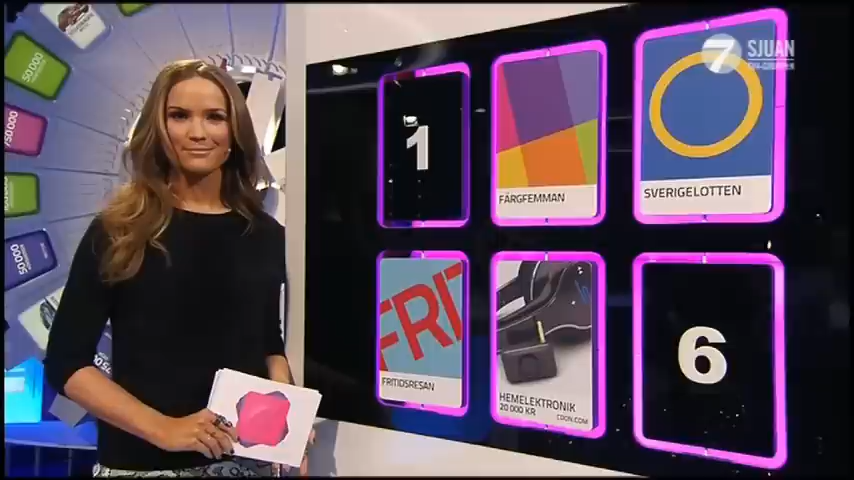 7 SJUAN
50 000
750 000
50 000
1
FÄRGFEMMAN
SVERIGELOTTEN
FRIT
FRITIDSRESAN
HEMELEKTRONIK
20 000 KR
CDON.COM
6